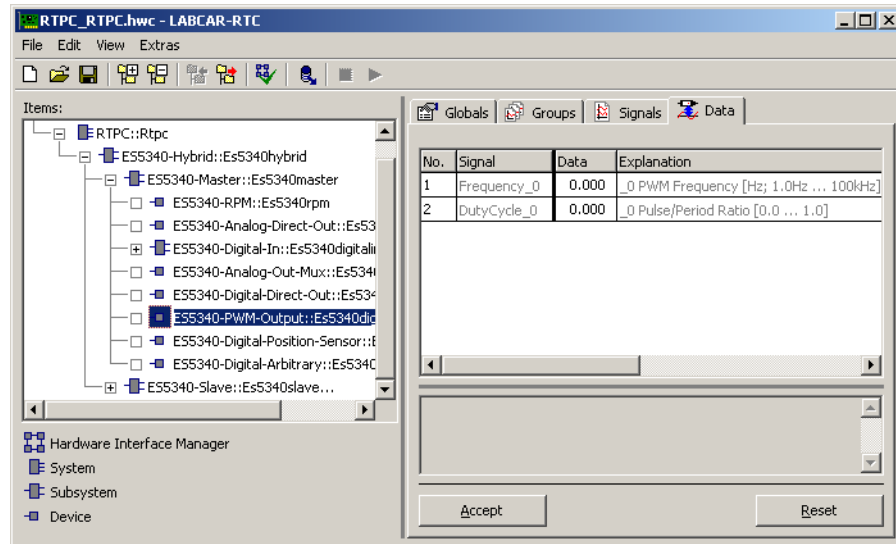 RTPC_RTPC.hwc - LABCAR-RTC
File Edit View Extras
Items:
RTPC::Rtpc
ES5340-Hybrid::Es5340hybrid
ES5340-Master::Es5340master
ES5340-RPM::Es5340rpm
ES5340-Analog-Direct-Out::Es53
ES5340-Digital-In::Es5340digitali
ES5340-Analog-Out-Mux::Es534
ES5340-Digital-Direct-Out::Es534
ES5340-PWM-Output::Es5340dig
ES5340-Digital-Position-Sensor::E
ES5340-Digital-Arbitrary::Es5340
ES5340-Slave::Es5340slave...
Hardware Interface Manager
System
Subsystem
Device
Globals Groups Signals Data
No. Signal Data Explanation
1 Frequency_0 0.000 _0 PWM Frequency [Hz; 1.0Hz ... 100kHz]
2 DutyCycle_0 0.000 _0 Pulse/Period Ratio [0.0 ... 1.0]
Accept Reset